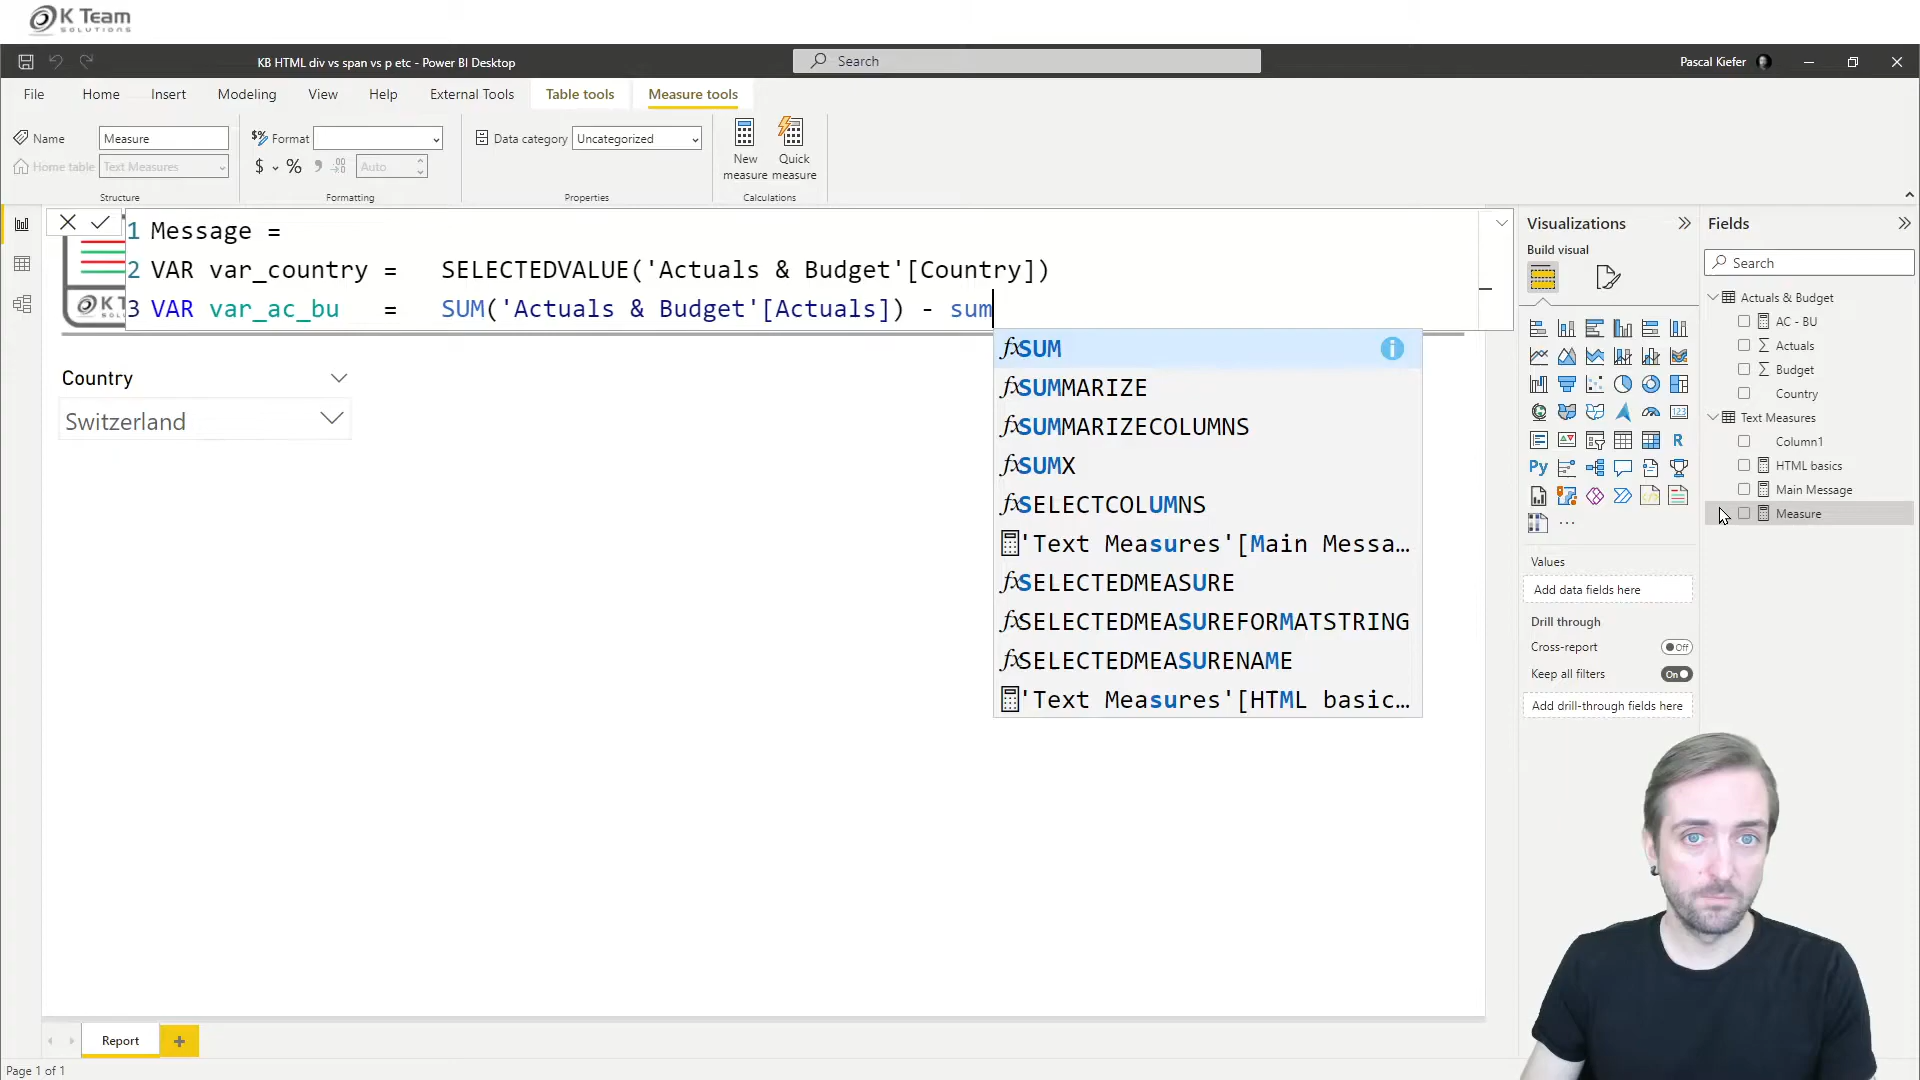 K Team
SOLUTIONS
KB HTML div vs span vs p etc - Power BI Desktop
Search
Pascal Kiefer
File
Home
Insert
Modeling
View
Help
External Tools
Table tools
Measure tools
Name
Measure
Home table
Text Measures
Structure
Format
$
%
Auto
Formatting
Data category
Uncategorized
Properties
New
measure
Quick
measure
Calculations
1 Message =
2 VAR var_country = SELECTEDVALUE('Actuals & Budget'[Country])
3 VAR var_ac_bu = SUM('Actuals & Budget'[Actuals]) - sum
K T
SUM
SUMMARIZE
SUMMARIZECOLUMNS
SUMX
SELECTCOLUMNS
'Text Measures'[Main Messa…
SELECTEDMEASURE
SELECTEDMEASUREFORMATSTRING
SELECTEDMEASURENAME
'Text Measures'[HTML basic…
Country
Switzerland
Visualizations
Build visual
R
Py
123
Values
Add data fields here
Drill through
Cross-report
Off
Keep all filters
On
Add drill-through fields here
Fields
Search
Actuals & Budget
AC - BU
Actuals
Budget
Country
Text Measures
Column1
HTML basics
Main Message
Measure
Report
Page 1 of 1